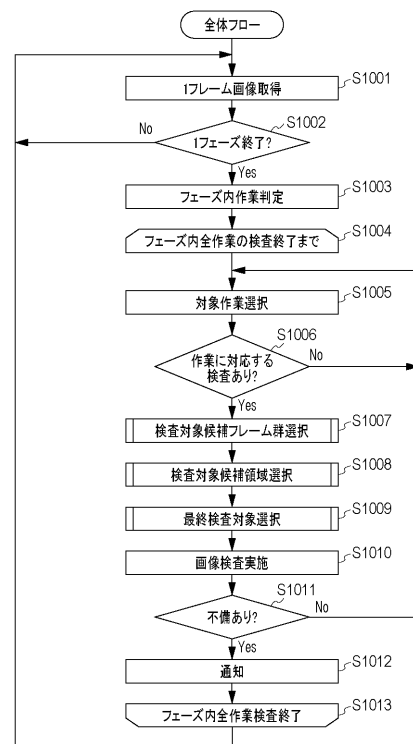 全体フロー
1フレーム画像取得
S1001
1フェーズ終了?
S1002
No
Yes
フェーズ内作業判定
S1003
フェーズ内全作業の検査終了まで
S1004
対象作業選択
S1005
作業に対応する
検査あり?
S1006
No
Yes
検査対象候補フレーム群選択
S1007
検査対象候補領域選択
S1008
最終検査対象選択
S1009
画像検査実施
S1010
不備あり?
S1011
No
Yes
通知
S1012
フェーズ内全作業検査終了
S1013